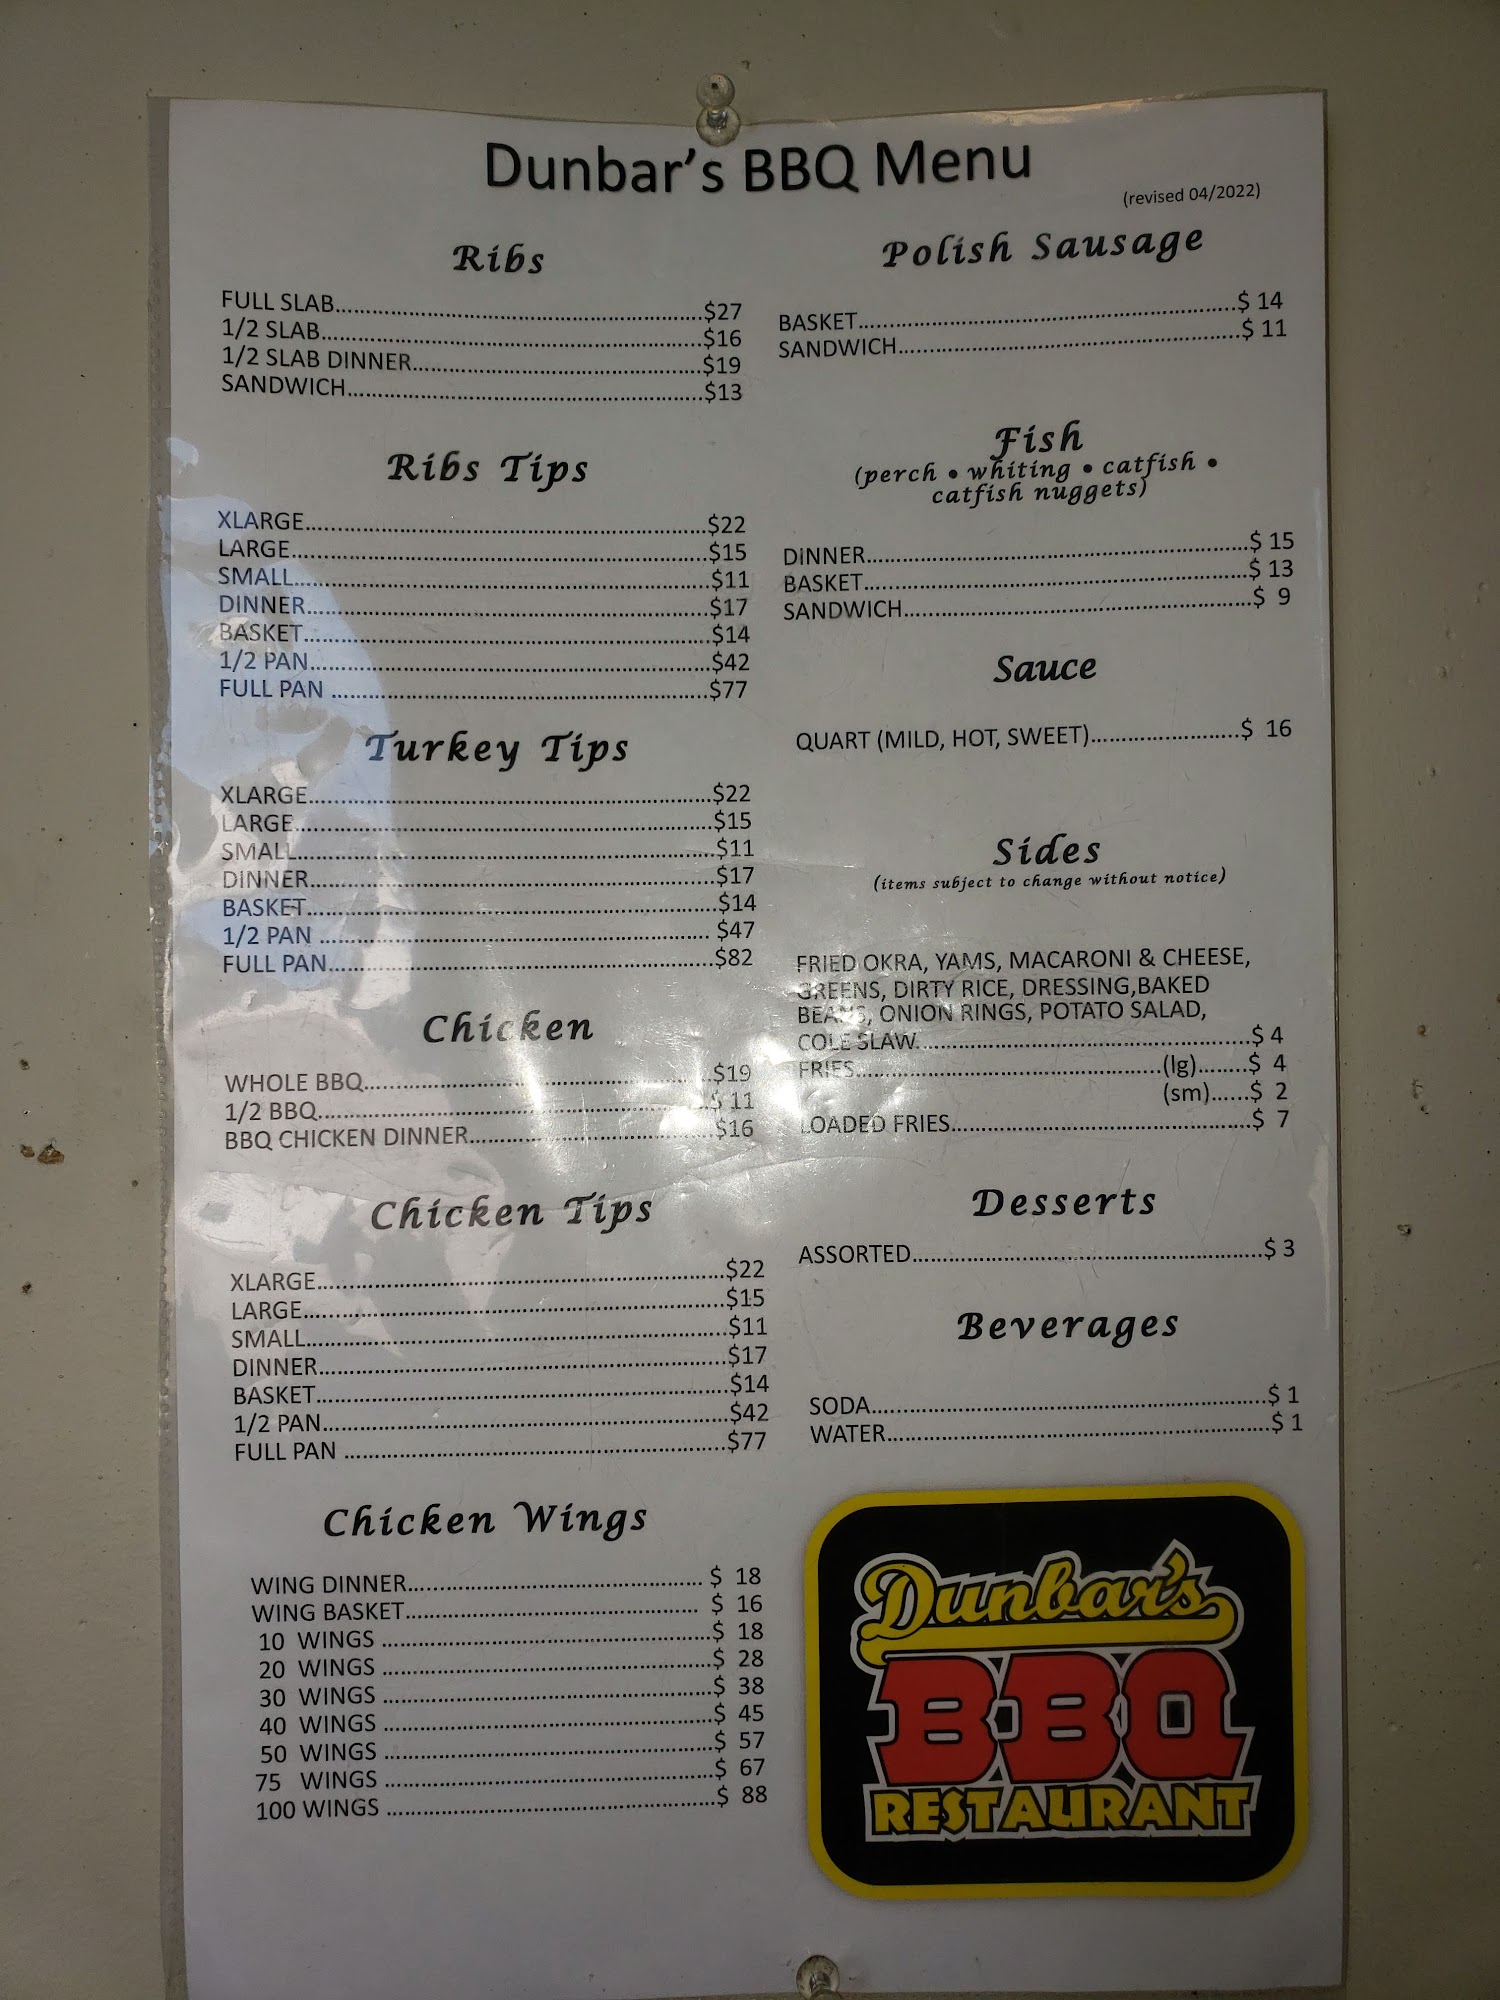 Dunbar's BBQ Menu
(revised 04/2022)
Ribs
FULL SLAB.....$27
1/2 SLAB.....$16
1/2 SLAB DINNER.....$19
SANDWICH.....$13
Ribs Tips
XLARGE.....$22
LARGE.....$15
SMALL.....$11
DINNER.....$17
BASKET.....$14
1/2 PAN.....$42
FULL PAN .....$77
Turkey Tips
XLARGE.....$22
LARGE.....$15
SMALL.....$11
DINNER.....$17
BASKET.....$14
1/2 PAN ..... $47
FULL PAN.....$82
Chicken
WHOLE BBQ.....$19
1/2 BBQ.....$ 11
BBQ CHICKEN DINNER.....$16
Chicken Tips
XLARGE.....$22
LARGE.....$15
SMALL.....$11
DINNER.....$17
BASKET.....$14
1/2 PAN.....$42
FULL PAN .....$77
Chicken Wings
WING DINNER..... $ 18
WING BASKET..... $ 16
10 WINGS .....$ 18
20 WINGS .....$ 28
30 WINGS .....$ 38
40 WINGS .....$ 45
50 WINGS .....$ 57
75 WINGS .....$ 67
100 WINGS .....$ 88
Polish Sausage
BASKET.....$ 14
SANDWICH.....$ 11
Fish
(perch • whiting • catfish •
catfish nuggets)
DINNER.....$ 15
BASKET.....$ 13
SANDWICH.....$ 9
Sauce
QUART (MILD, HOT, SWEET).....$ 16
Sides
(items subject to change without notice)
FRIED OKRA, YAMS, MACARONI & CHEESE,
GREENS, DIRTY RICE, DRESSING,BAKED
BEANS, ONION RINGS, POTATO SALAD,
COLE SLAW.....$ 4
FRIES.....(lg).....$ 4
(sm).....$ 2
LOADED FRIES.....$ 7
Desserts
ASSORTED.....$ 3
Beverages
SODA.....$ 1
WATER.....$ 1
Dunbar's
BBQ
RESTAURANT